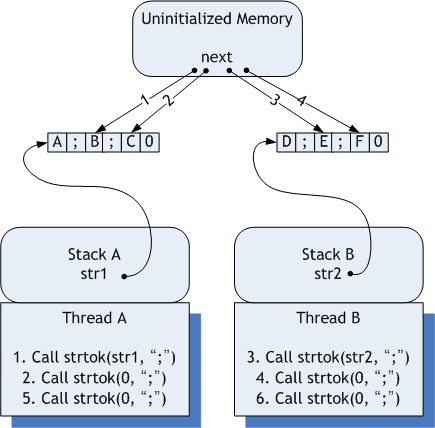 Uninitialized Memory
next
1 2 3 4
A ; B ; C 0 D ; E ; F 0
Stack A
str1
Stack B
str2
Thread A
1. Call strtok(str1, “;”)
2. Call strtok(0, “;”)
5. Call strtok(0, “;”)
Thread B
3. Call strtok(str2, “;”)
4. Call strtok(0, “;”)
6. Call strtok(0, “;”)